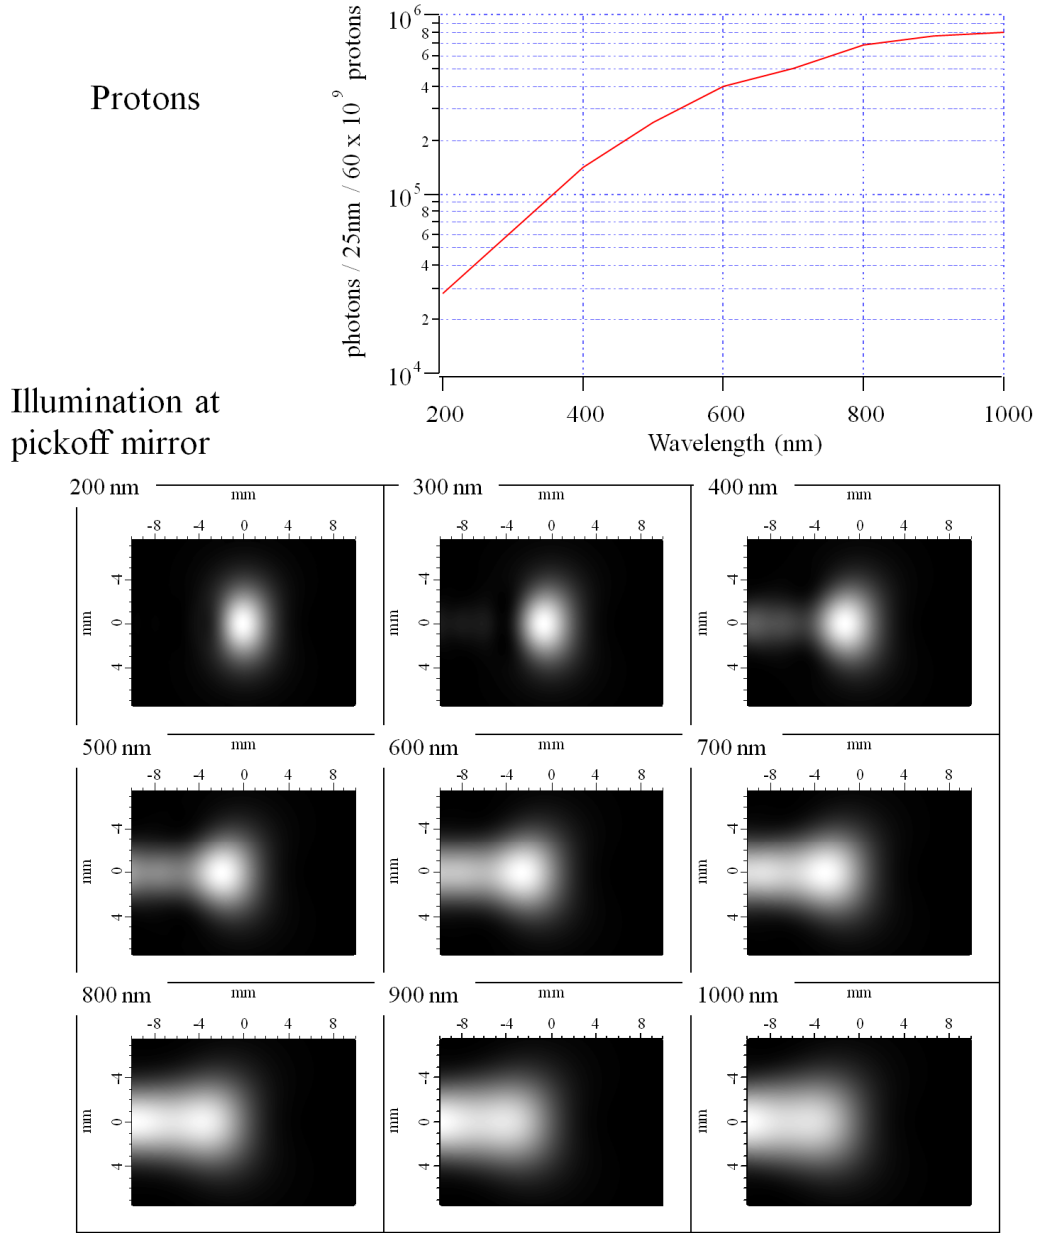 Protons
photons / 25nm / 60 x 10^9 protons
10^6
8
6
4
2
10^5
8
6
4
2
10^4
200 400 600 800 1000
Wavelength (nm)
Illumination at
pickoff mirror
200 nm
mm
-8 -4 0 4 8
mm
-4
0
4
300 nm
mm
-8 -4 0 4 8
mm
-4
0
4
400 nm
mm
-8 -4 0 4 8
mm
-4
0
4
500 nm
mm
-8 -4 0 4 8
mm
-4
0
4
600 nm
mm
-8 -4 0 4 8
mm
-4
0
4
700 nm
mm
-8 -4 0 4 8
mm
-4
0
4
800 nm
mm
-8 -4 0 4 8
mm
-4
0
4
900 nm
mm
-8 -4 0 4 8
mm
-4
0
4
1000 nm
mm
-8 -4 0 4 8
mm
-4
0
4